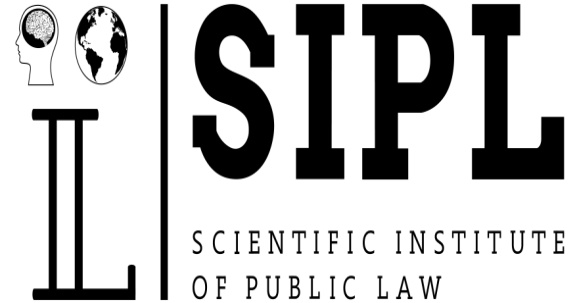 SIPL
SCIENTIFIC INSTITUTE
OF PUBLIC LAW